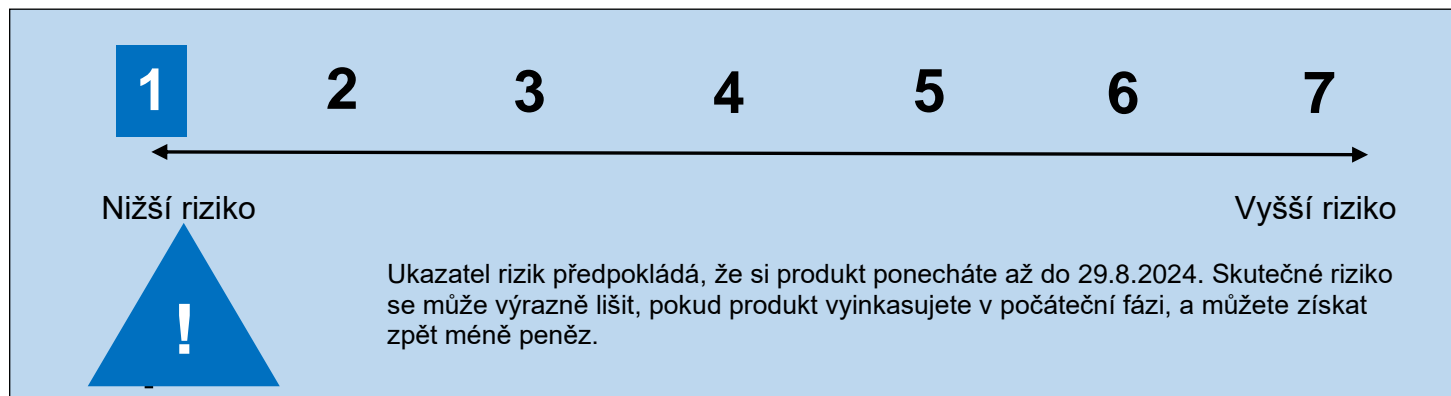 1 2 3 4 5 6 7
Nižší riziko Vyšší riziko
Ukazatel rizik předpokládá, že si produkt ponecháte až do 29.8.2024. Skutečné riziko
se může výrazně lišit, pokud produkt vyinkasujete v počáteční fázi, a můžete získat
zpět méně peněz.
!